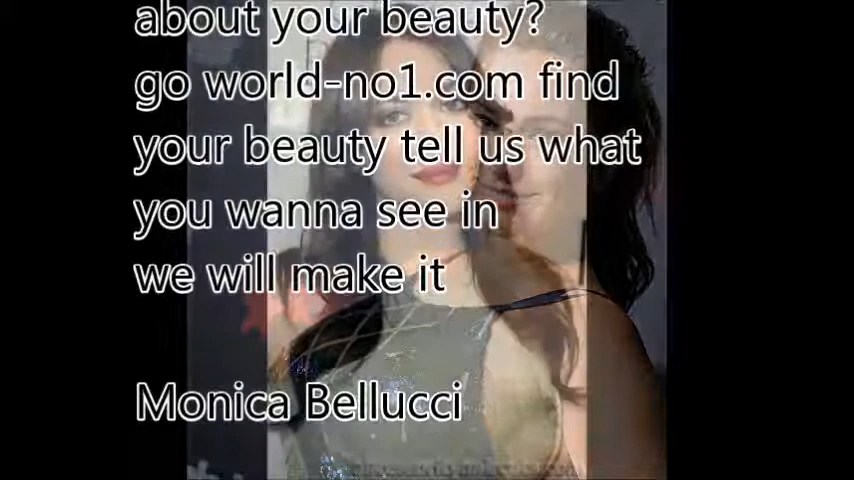 about your beauty?
go world-no1.com find
your beauty tell us what
you wanna see in
we will make it
Monica Bellucci